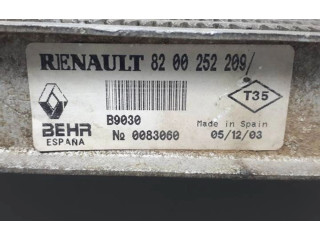 RENAULT 82 00 252 209/
T35
B9030
Made in Spain
BEHR
ESPAÑA
№ 0083060
05/12/03